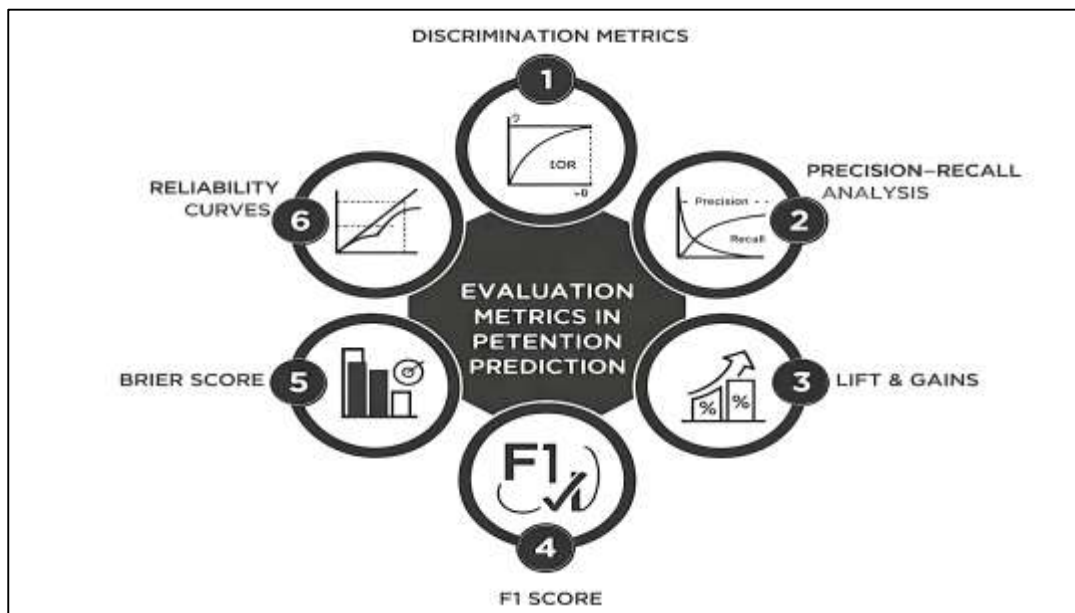 DISCRIMINATION METRICS
1
IOR
PRECISION–RECALL
ANALYSIS
2
Precision
Recall
3
LIFT & GAINS
% %
4
F1
F1 SCORE
5
BRIER SCORE
6
RELIABILITY
CURVES
EVALUATION
METRICS IN
PETENTION
PREDICTION